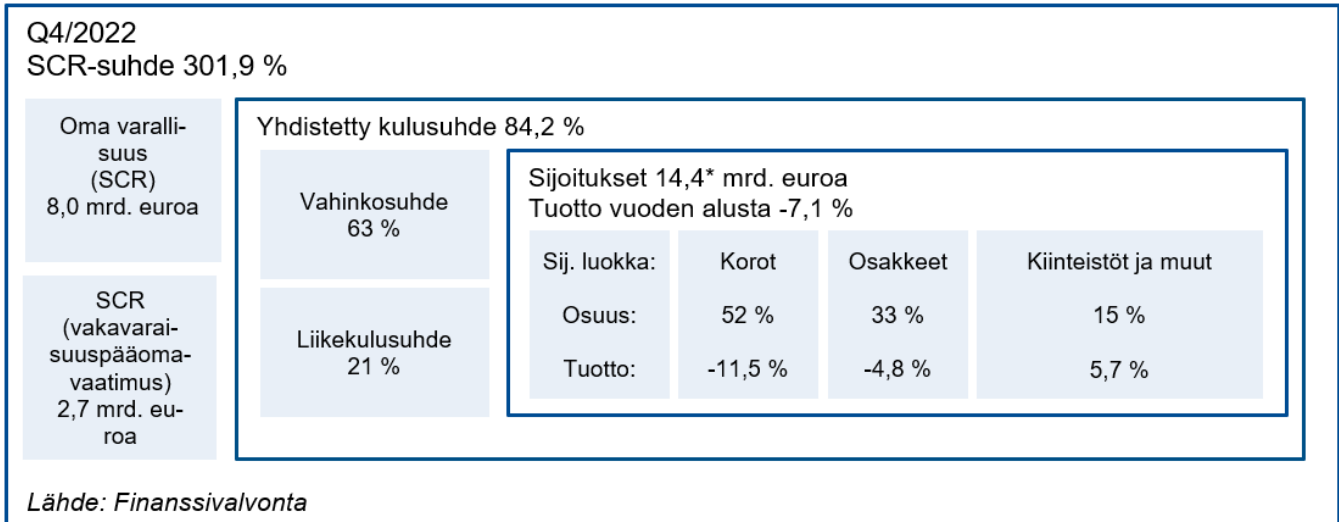 Q4/2022
SCR-suhde 301,9 %
Oma varalli-
suus
(SCR)
8,0 mrd. euroa
SCR
(vakavarai-
suuspääoma-
vaatimus)
2,7 mrd. eu-
roa
Yhdistetty kulusuhde 84,2 %
Vahinkosuhde
63 %
Liikekulusuhde
21 %
Sijoitukset 14,4* mrd. euroa
Tuotto vuoden alusta -7,1 %
Sij. luokka: Korot Osakkeet Kiinteistöt ja muut
Osuus: 52 % 33 % 15 %
Tuotto: -11,5 % -4,8 % 5,7 %
Lähde: Finanssivalvonta